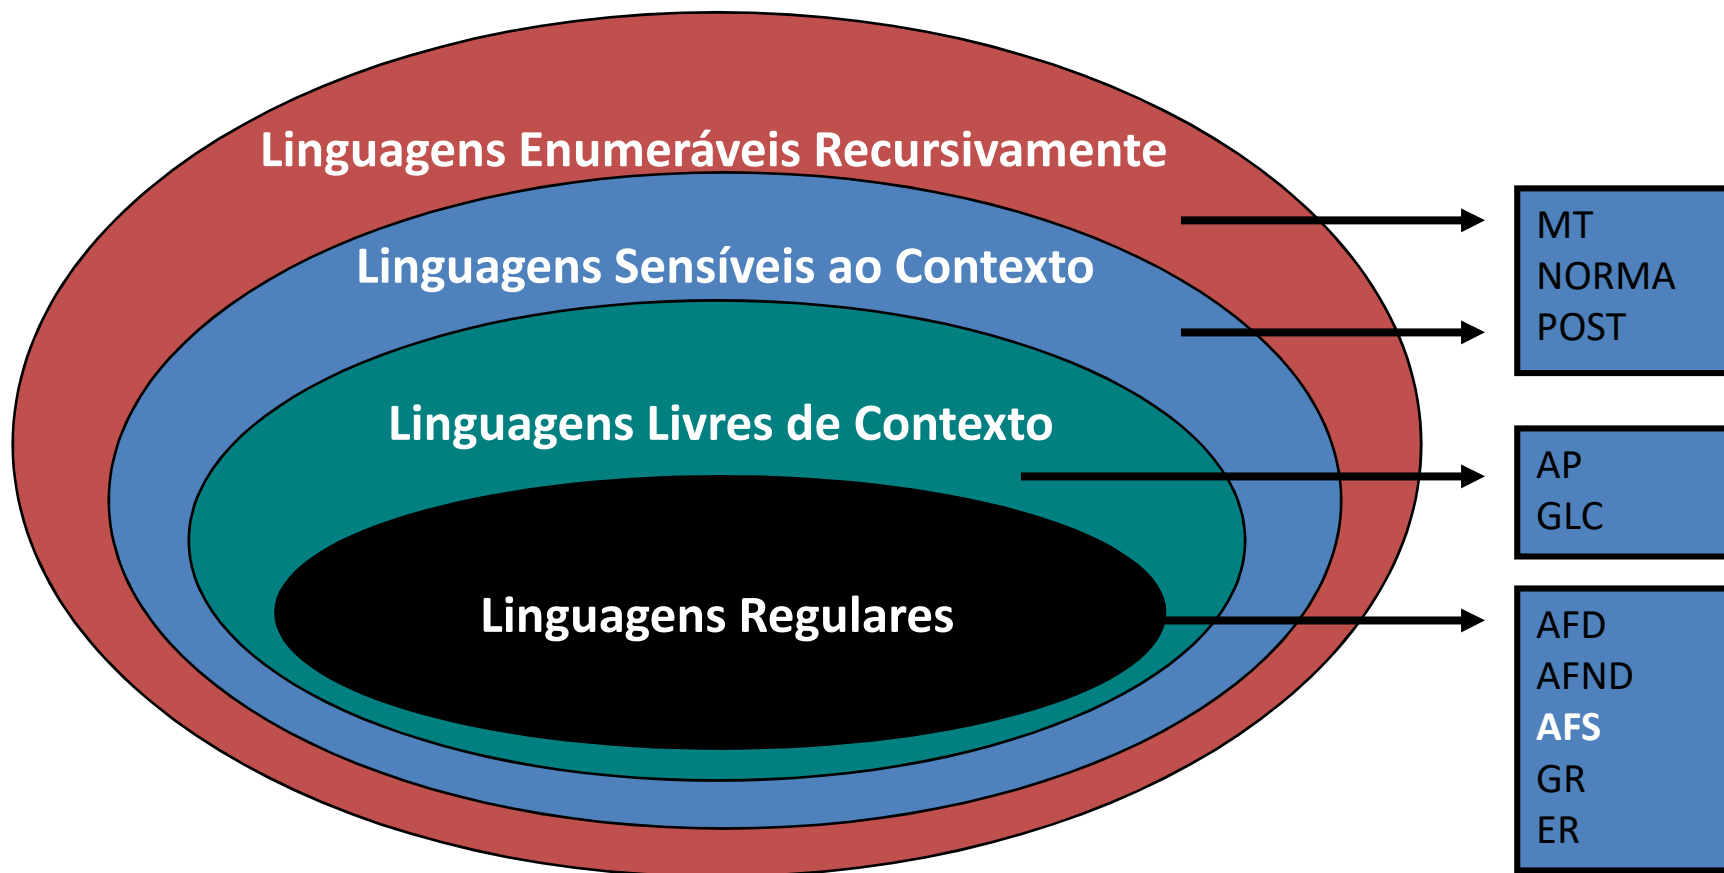 Linguagens Enumeráveis Recursivamente
Linguagens Sensíveis ao Contexto
Linguagens Livres de Contexto
Linguagens Regulares
MT
NORMA
POST
AP
GLC
AFD
AFND
AFS
GR
ER